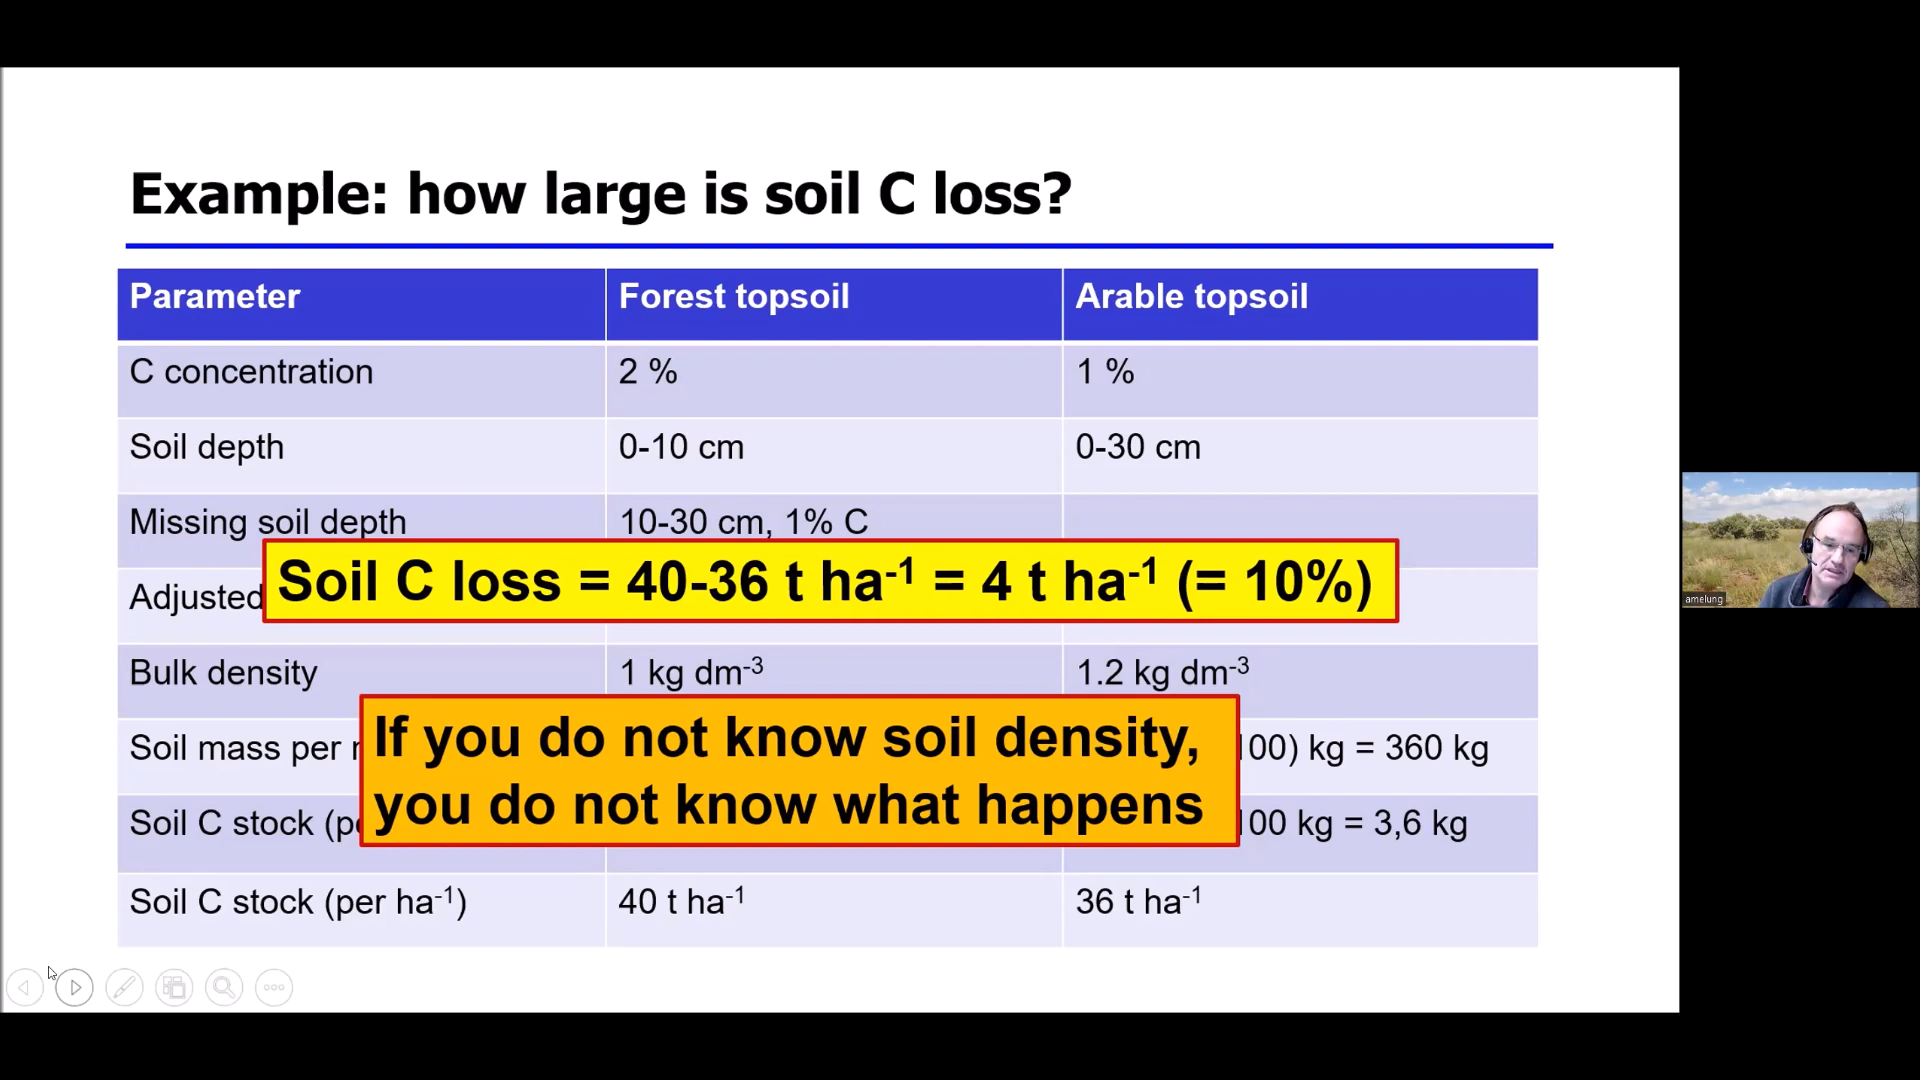 Example: how large is soil C loss?
Parameter Forest topsoil Arable topsoil
C concentration 2 % 1 %
Soil depth 0-10 cm 0-30 cm
Missing soil depth 10-30 cm, 1% C
Soil C loss = 40-36 t ha-1 = 4 t ha-1 (= 10%)
Adjusted
Bulk density 1 kg dm-3 1.2 kg dm-3
If you do not know soil density,
you do not know what happens
Soil mass per 00) kg = 360 kg
Soil C stock 00 kg = 3,6 kg
Soil C stock (per ha-1) 40 t ha-1 36 t ha-1
amelung